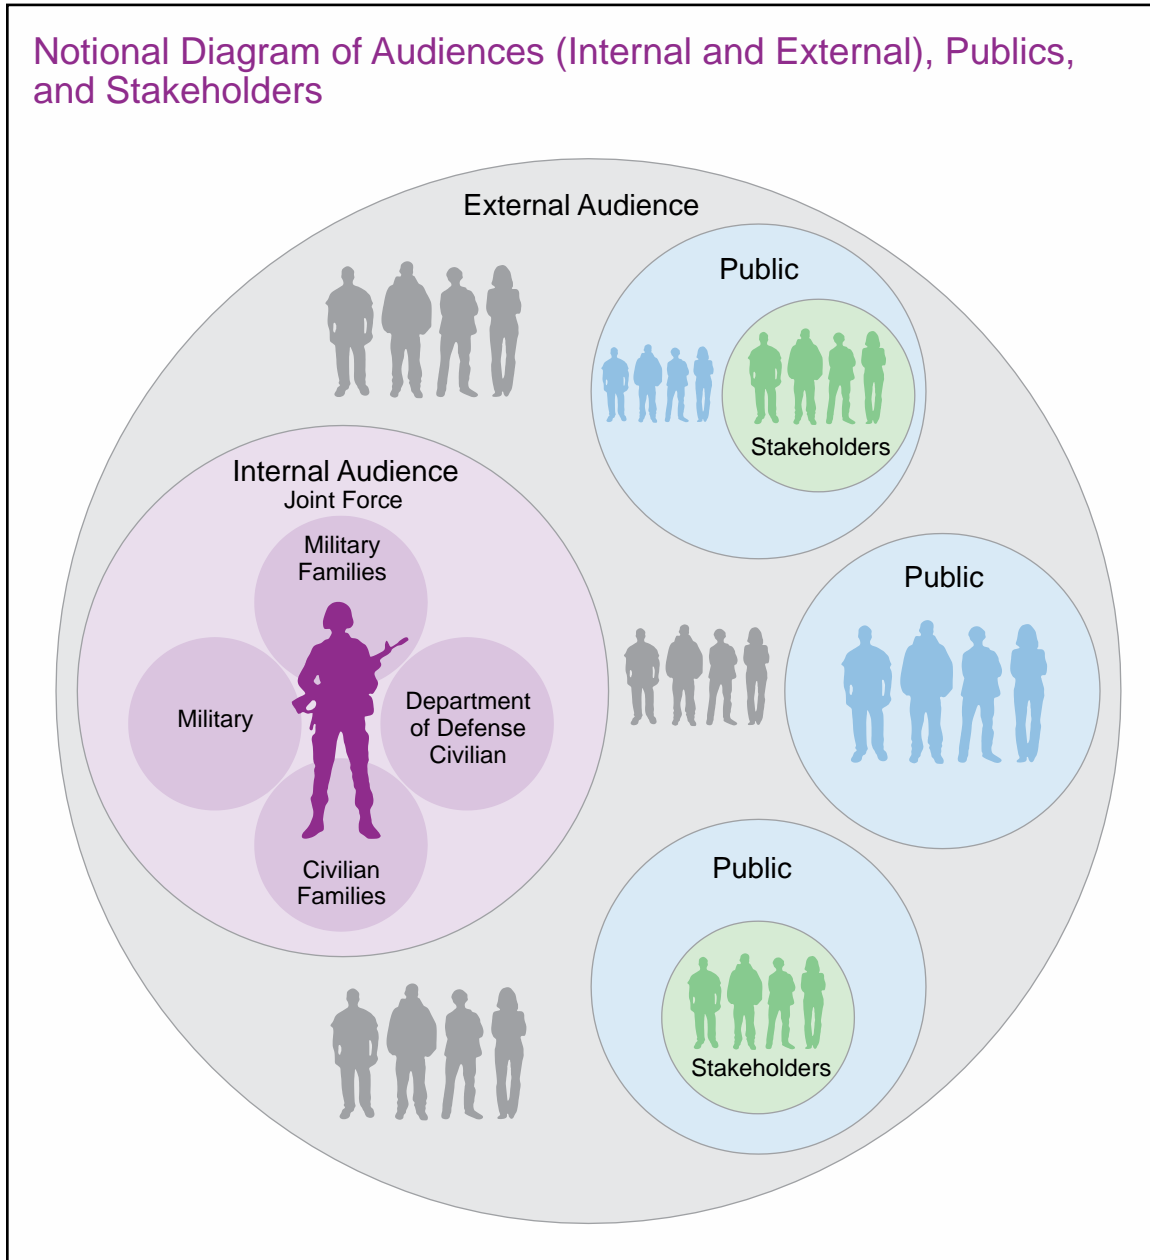 Notional Diagram of Audiences (Internal and External), Publics,
and Stakeholders
External Audience
Public
Stakeholders
Internal Audience
Joint Force
Military
Families
Military
Department
of Defense
Civilian
Civilian
Families
Public
Public
Stakeholders